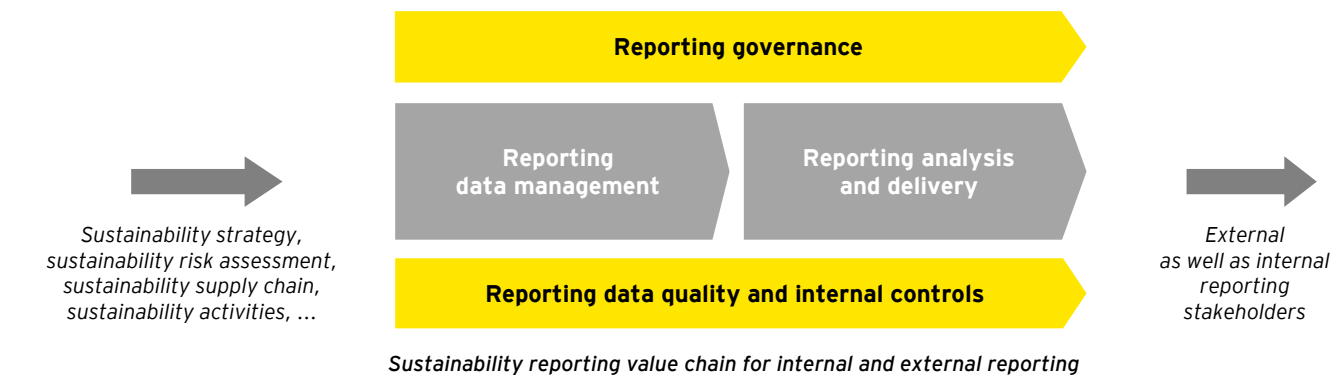 Reporting governance
Reporting
data management
Reporting analysis
and delivery
Sustainability strategy,
sustainability risk assessment,
sustainability supply chain,
sustainability activities, …
External
as well as internal
reporting
stakeholders
Reporting data quality and internal controls
Sustainability reporting value chain for internal and external reporting